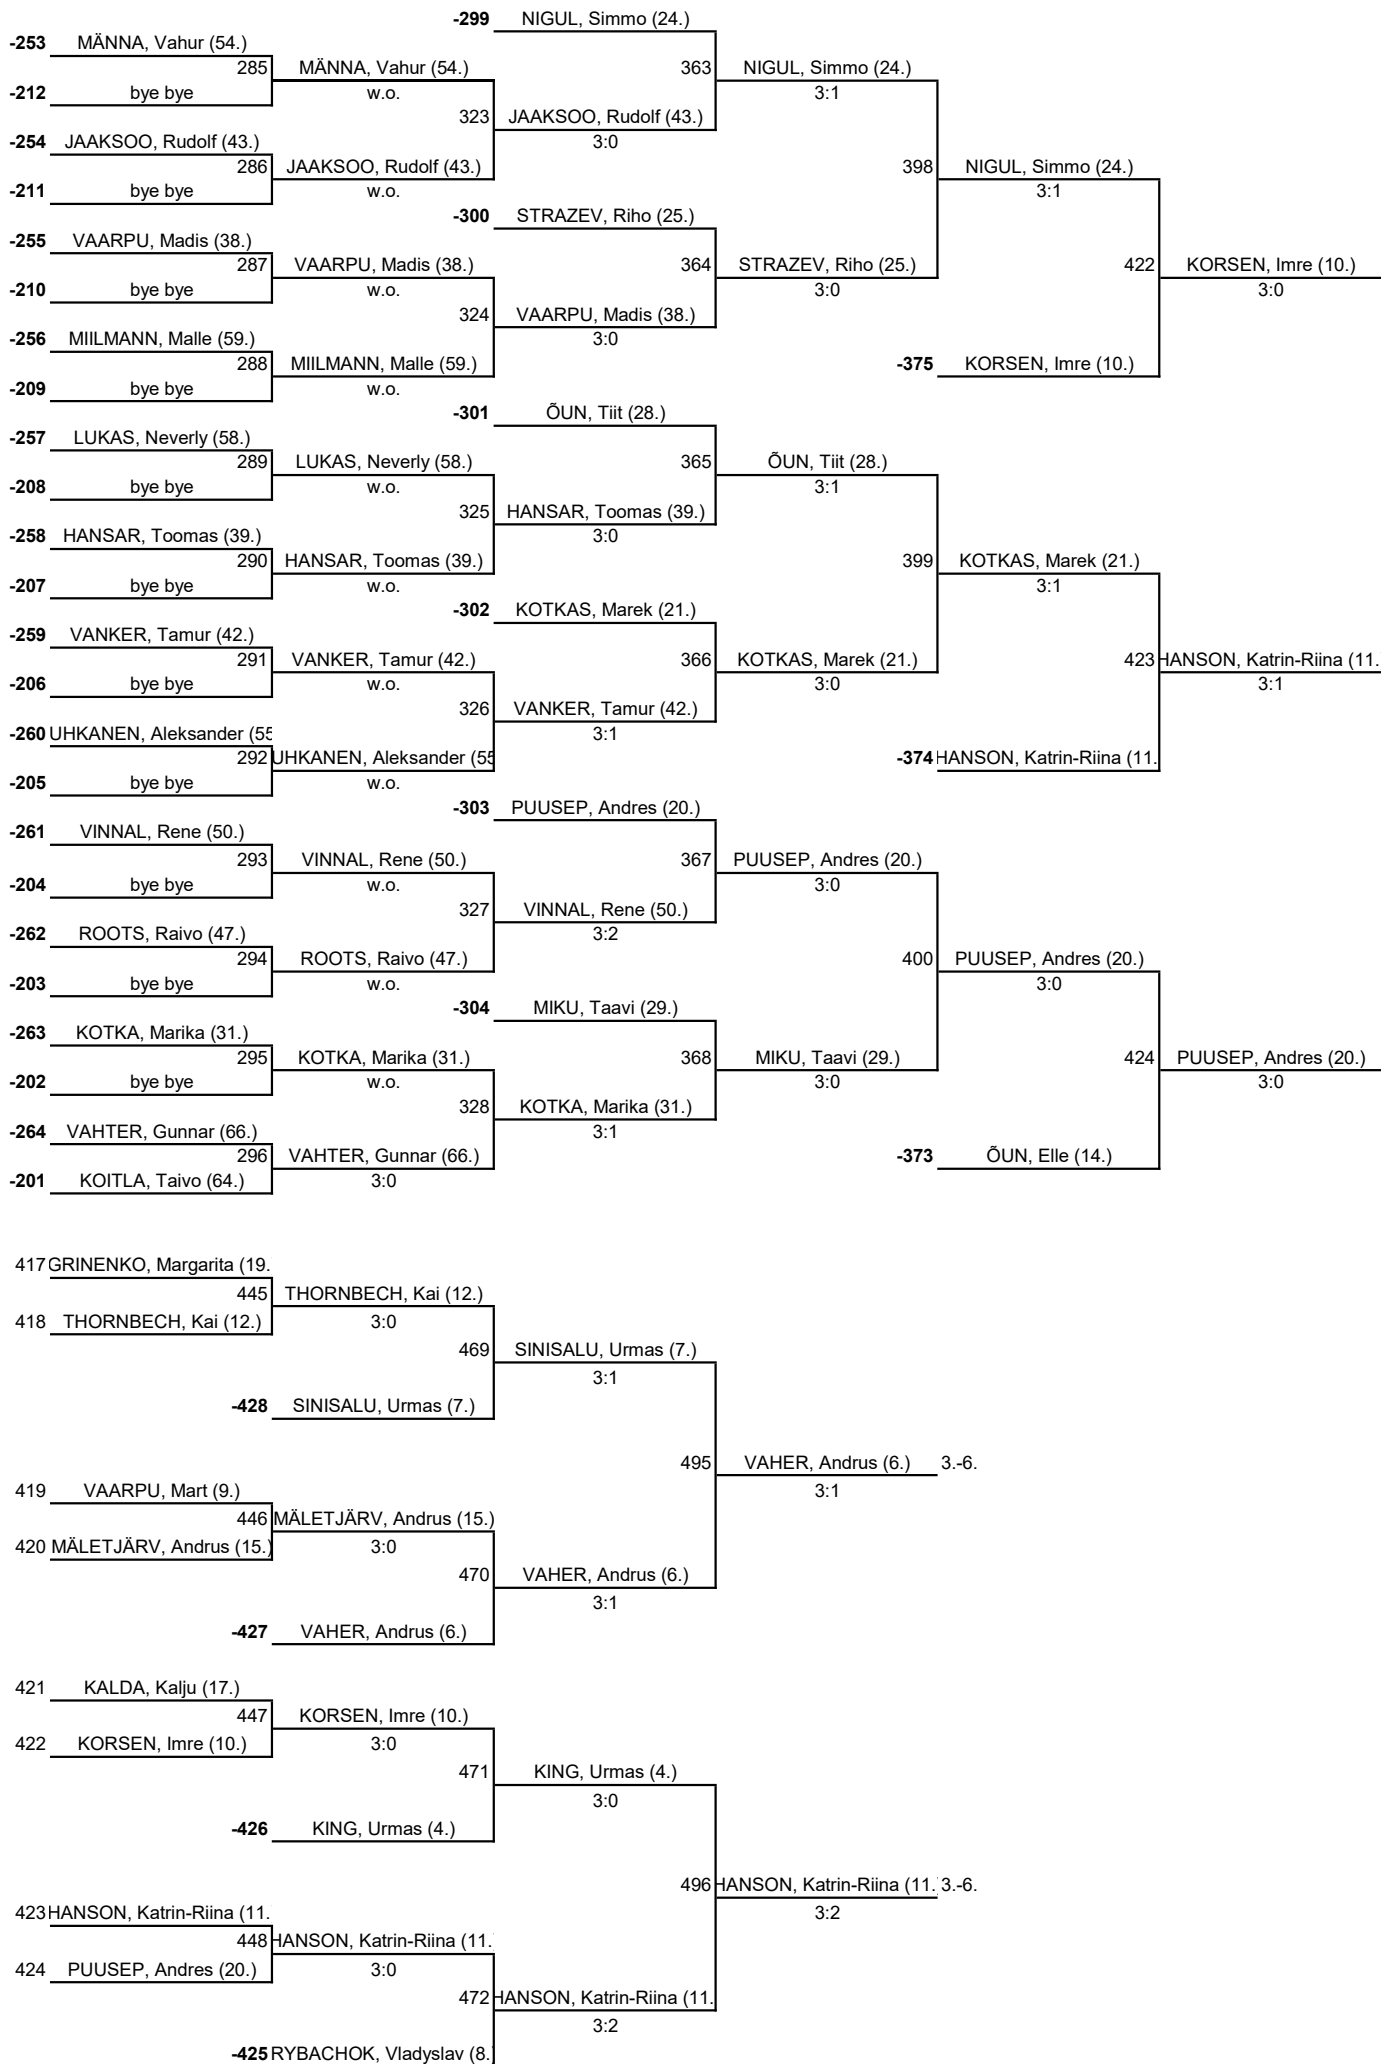 -299 NIGUL, Simmo (24.)
-253 MÄNNA, Vahur (54.)
285 MÄNNA, Vahur (54.) 363 NIGUL, Simmo (24.)
-212 bye bye w.o. 3:1
323 JAAKSOO, Rudolf (43.)
-254 JAAKSOO, Rudolf (43.) 3:0
286 JAAKSOO, Rudolf (43.) 398 NIGUL, Simmo (24.)
-211 bye bye w.o. 3:1
-300 STRAZEV, Riho (25.)
-255 VAARPU, Madis (38.)
287 VAARPU, Madis (38.) 364 STRAZEV, Riho (25.) 422 KORSEN, Imre (10.)
-210 bye bye w.o. 3:0 3:0
324 VAARPU, Madis (38.)
-256 MIILMANN, Malle (59.) 3:0
288 MIILMANN, Malle (59.) -375 KORSEN, Imre (10.)
-209 bye bye w.o.
-301 ÕUN, Tiit (28.)
-257 LUKAS, Neverly (58.)
289 LUKAS, Neverly (58.) 365 ÕUN, Tiit (28.)
-208 bye bye w.o. 3:1
325 HANSAR, Toomas (39.)
-258 HANSAR, Toomas (39.) 3:0
290 HANSAR, Toomas (39.) 399 KOTKAS, Marek (21.)
-207 bye bye w.o. 3:1
-302 KOTKAS, Marek (21.)
-259 VANKER, Tamur (42.)
291 VANKER, Tamur (42.) 366 KOTKAS, Marek (21.) 423 HANSON, Katrin-Riina (11.
-206 bye bye w.o. 3:0 3:1
326 VANKER, Tamur (42.)
-260 UHKANEN, Aleksander (55 3:1
292 UHKANEN, Aleksander (55 -374 HANSON, Katrin-Riina (11.
-205 bye bye w.o.
-303 PUUSEP, Andres (20.)
-261 VINNAL, Rene (50.)
293 VINNAL, Rene (50.) 367 PUUSEP, Andres (20.)
-204 bye bye w.o. 3:0
327 VINNAL, Rene (50.)
-262 ROOTS, Raivo (47.) 3:2
294 ROOTS, Raivo (47.) 400 PUUSEP, Andres (20.)
-203 bye bye w.o. 3:0
-304 MIKU, Taavi (29.)
-263 KOTKA, Marika (31.)
295 KOTKA, Marika (31.) 368 MIKU, Taavi (29.) 424 PUUSEP, Andres (20.)
-202 bye bye w.o. 3:0 3:0
328 KOTKA, Marika (31.)
-264 VAHTER, Gunnar (66.) 3:1
296 VAHTER, Gunnar (66.) -373 ÕUN, Elle (14.)
-201 KOITLA, Taivo (64.) 3:0
417 GRINENKO, Margarita (19.
445 THORNBECH, Kai (12.)
418 THORNBECH, Kai (12.) 3:0
469 SINISALU, Urmas (7.)
3:1
-428 SINISALU, Urmas (7.)
495 VAHER, Andrus (6.) 3.-6.
419 VAARPU, Mart (9.) 3:1
446 MÄLETJÄRV, Andrus (15.)
420 MÄLETJÄRV, Andrus (15.) 3:0
470 VAHER, Andrus (6.)
3:1
-427 VAHER, Andrus (6.)
421 KALDA, Kalju (17.)
447 KORSEN, Imre (10.)
422 KORSEN, Imre (10.) 3:0
471 KING, Urmas (4.)
3:0
-426 KING, Urmas (4.)
496 HANSON, Katrin-Riina (11. 3.-6.
423 HANSON, Katrin-Riina (11. 3:2
448 HANSON, Katrin-Riina (11.
424 PUUSEP, Andres (20.) 3:0
472 HANSON, Katrin-Riina (11.
3:2
-425 RYBACHOK, Vladyslav (8.